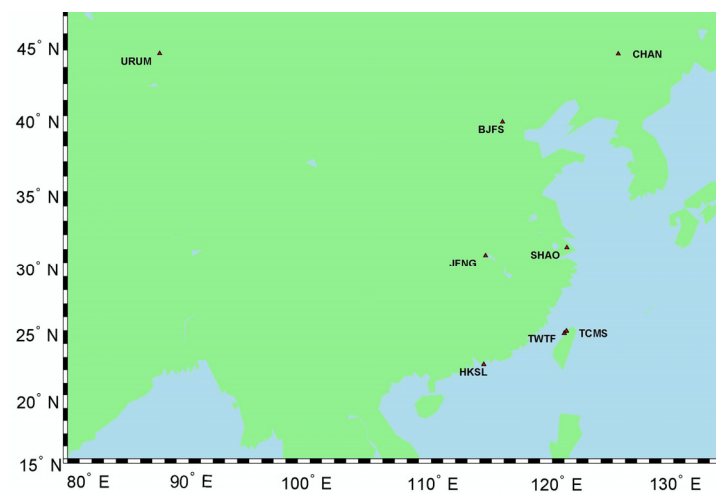 45° N
URUM
CHAN
40° N
BJFS
35° N
SHAO
30° N
JFNG
25° N
TWTF
TCMS
HKSL
20° N
15° N
80° E
90° E
100° E
110° E
120° E
130° E